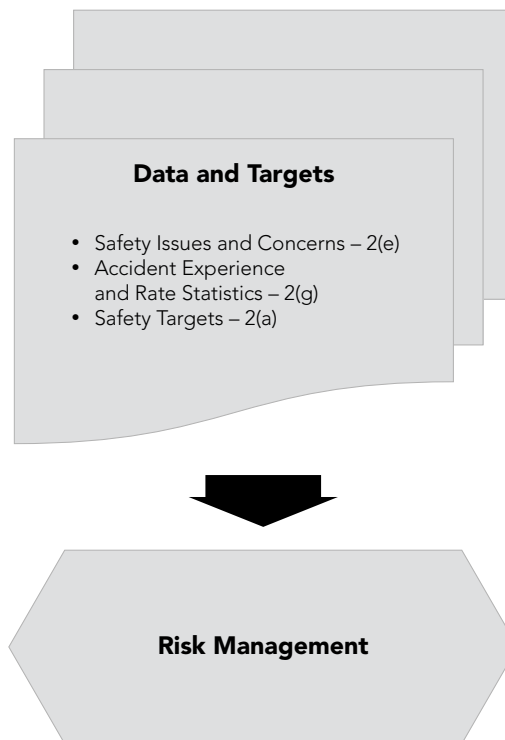 Data and Targets
• Safety Issues and Concerns – 2(e)
• Accident Experience
and Rate Statistics – 2(g)
• Safety Targets – 2(a)
Risk Management